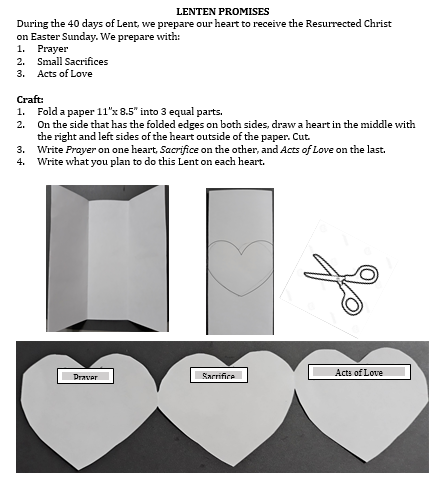 LENTEN PROMISES
During the 40 days of Lent, we prepare our heart to receive the Resurrected Christ
on Easter Sunday. We prepare with:
1. Prayer
2. Small Sacrifices
3. Acts of Love
Craft:
1. Fold a paper 11”x 8.5” into 3 equal parts.
2. On the side that has the folded edges on both sides, draw a heart in the middle with
the right and left sides of the heart outside of the paper. Cut.
3. Write Prayer on one heart, Sacrifice on the other, and Acts of Love on the last.
4. Write what you plan to do this Lent on each heart.
Prayer
Sacrifice
Acts of Love